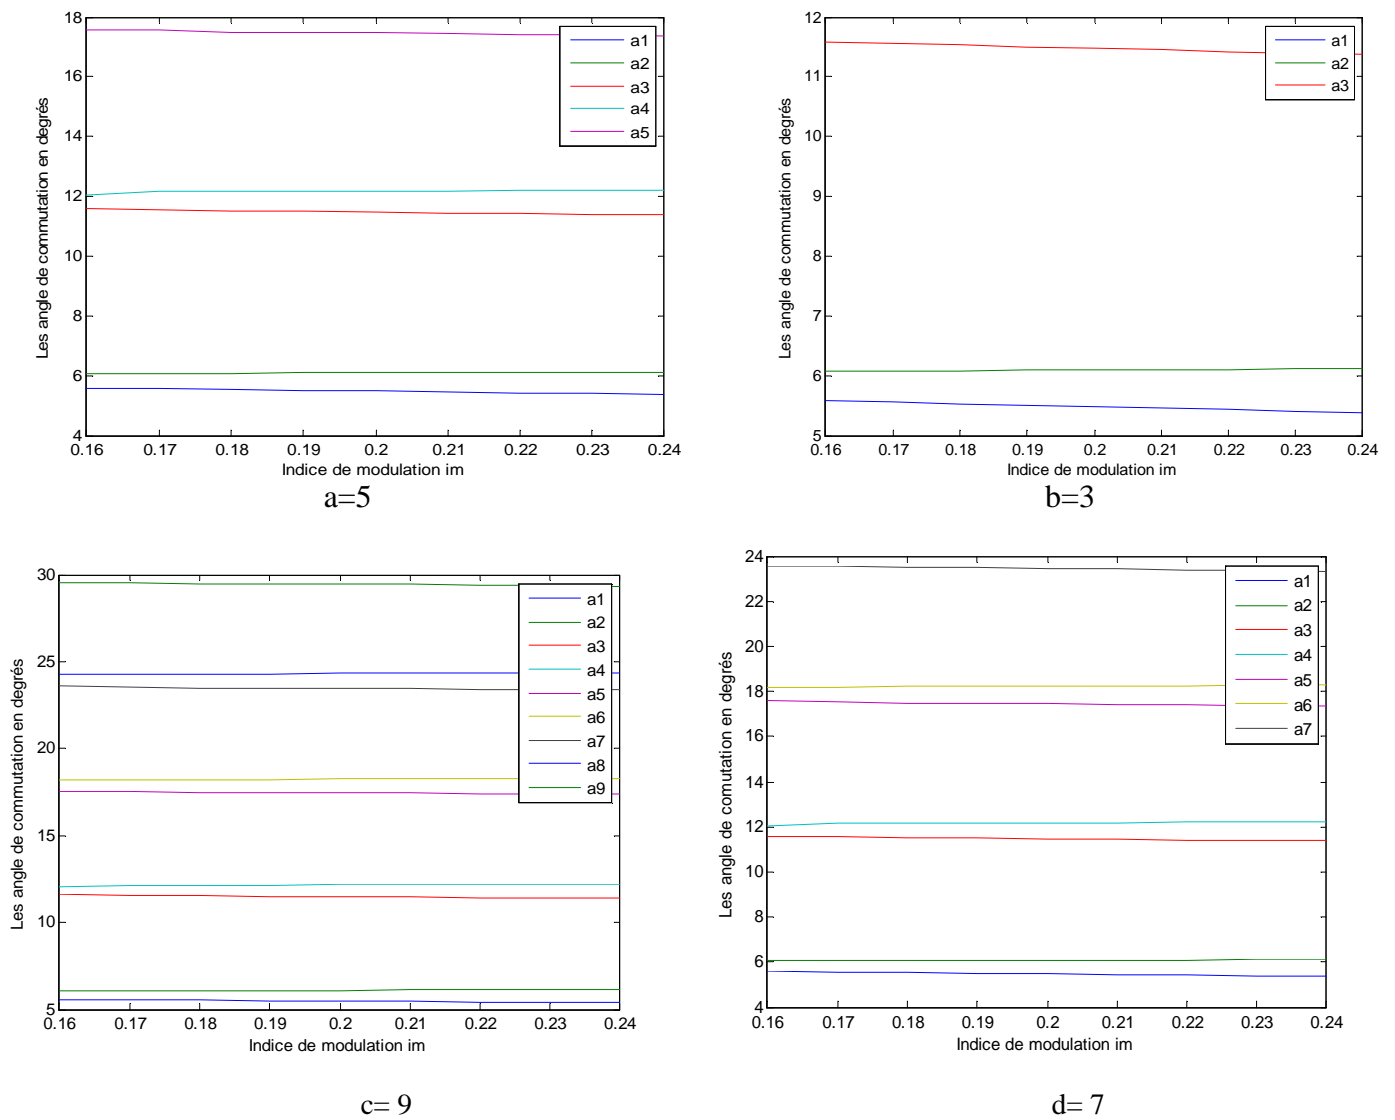 18
16
14
12
10
8
6
4
0.16 0.17 0.18 0.19 0.2 0.21 0.22 0.23 0.24
Les angle de commutation en degrés
Indice de modulation im
a1
a2
a3
a4
a5
a=5
12
11
10
9
8
7
6
5
0.16 0.17 0.18 0.19 0.2 0.21 0.22 0.23 0.24
Les angle de commutation en degrés
Indice de modulation im
a1
a2
a3
b=3
30
25
20
15
10
5
0.16 0.17 0.18 0.19 0.2 0.21 0.22 0.23 0.24
Les angle de commutation en degrés
Indice de modulation im
a1
a2
a3
a4
a5
a6
a7
a8
a9
c= 9
24
22
20
18
16
14
12
10
8
6
4
0.16 0.17 0.18 0.19 0.2 0.21 0.22 0.23 0.24
Les angle de comutation en degrés
Indice de modulation im
a1
a2
a3
a4
a5
a6
a7
d= 7